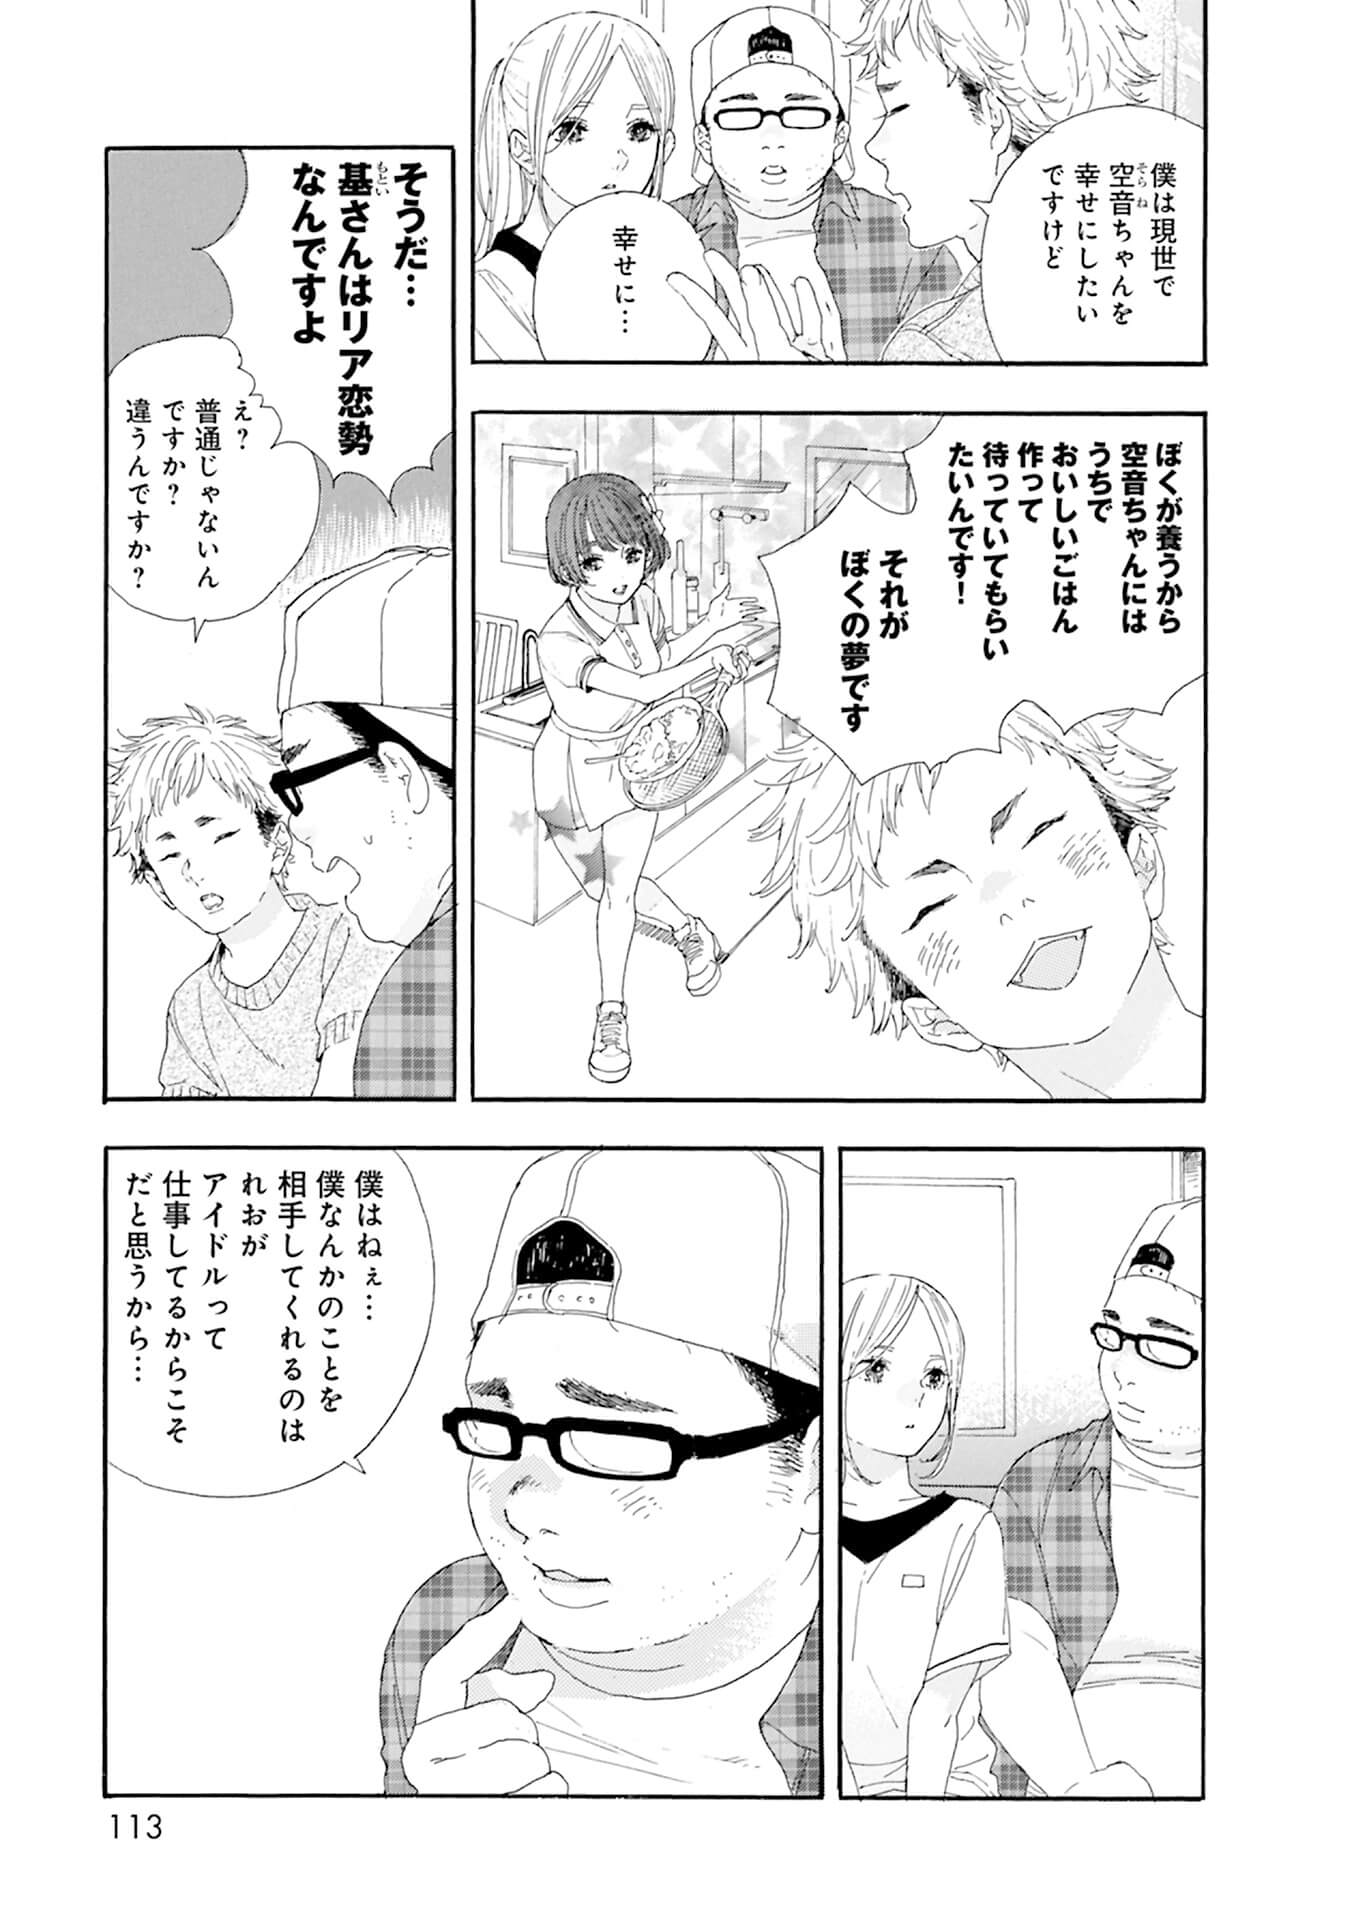 僕は現世で
空音ちゃんを
幸せにしたい
ですけど
そらね
幸せに…
ぼくが養うから
空音ちゃんには
うちで
おいしいごはん
作って
待っていてもらい
たいんです!
それが
ぼくの夢です
そうだ…
基さんはリア恋勢
なんですよ
もとい
え?
普通じゃないん
ですか?
違うんですか?
僕はねぇ…
僕なんかのことを
相手してくれるのは
れおが
アイドルって
仕事してるからこそ
だと思うから…
113